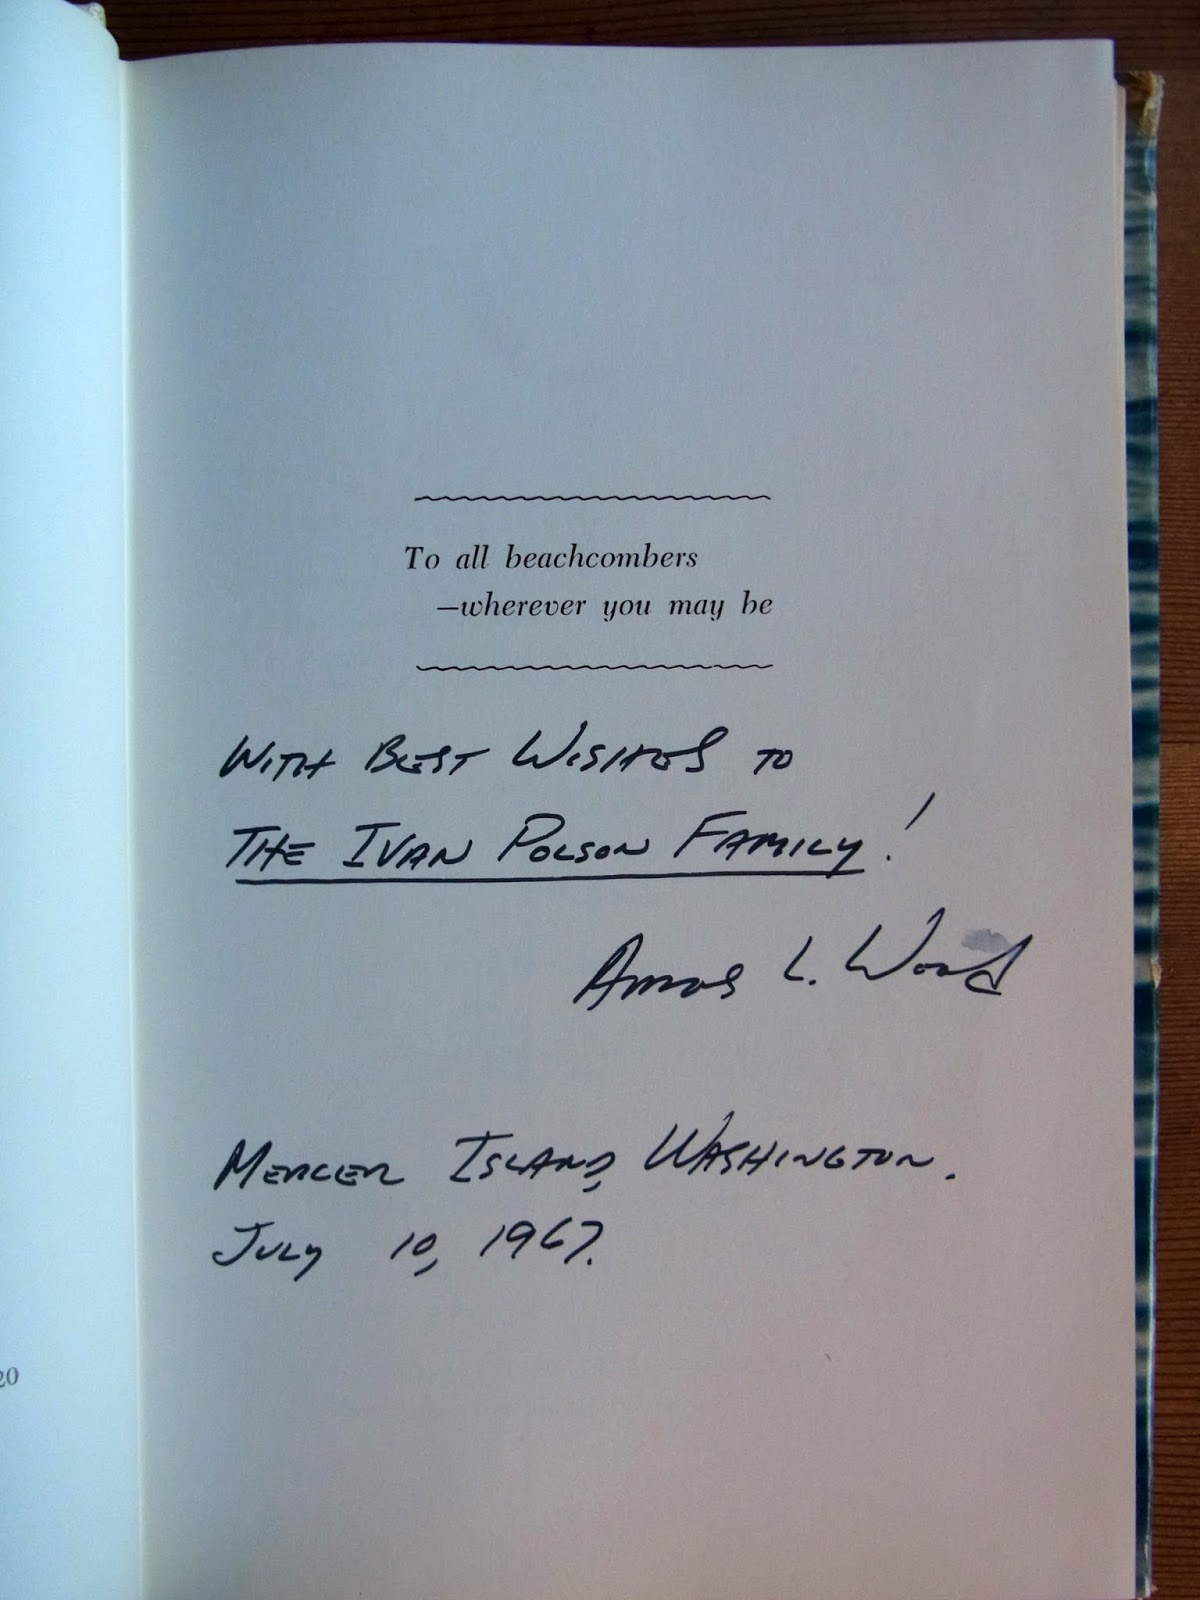 To all beachcombers
—wherever you may be
WITH BEST WISHES TO
THE IVAN POLSON FAMILY!
Amos L. Wood
MERCER ISLAND, WASHINGTON.
JULY 10, 1967.
20